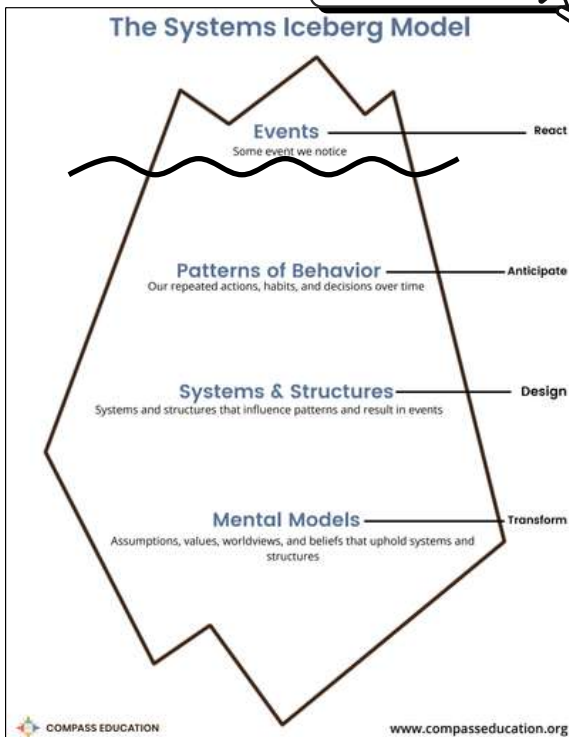 The Systems Iceberg Model
Events
React
Some event we notice
Patterns of Behavior
Anticipate
Our repeated actions, habits, and decisions over time
Systems & Structures
Design
Systems and structures that influence patterns and result in events
Mental Models
Transform
Assumptions, values, worldviews, and beliefs that uphold systems and
structures
COMPASS EDUCATION
www.compasseducation.org